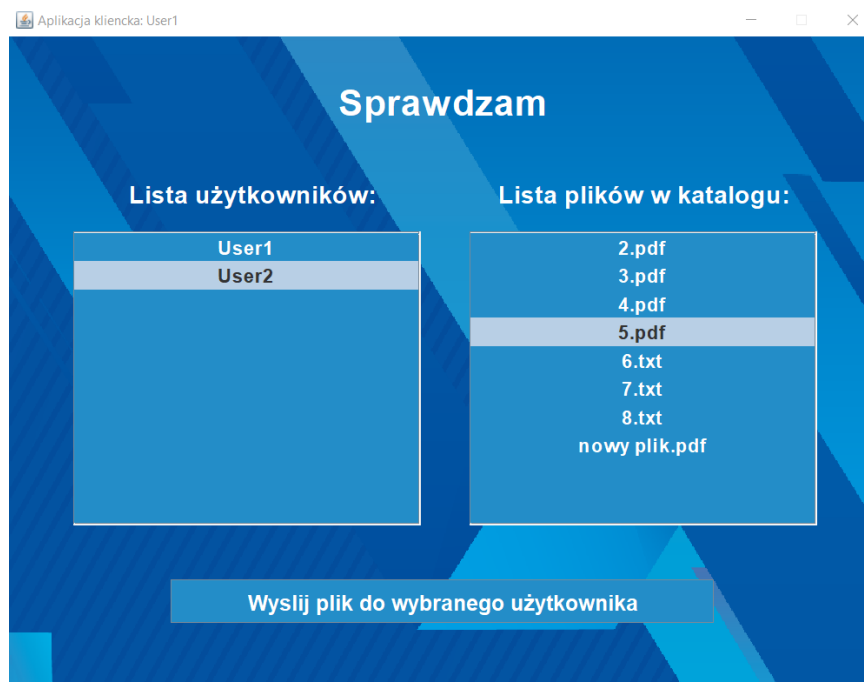 Aplikacja kliencka: User1
Sprawdzam
Lista użytkowników:
User1
User2
Lista plików w katalogu:
2.pdf
3.pdf
4.pdf
5.pdf
6.txt
7.txt
8.txt
nowy plik.pdf
Wyslij plik do wybranego użytkownika